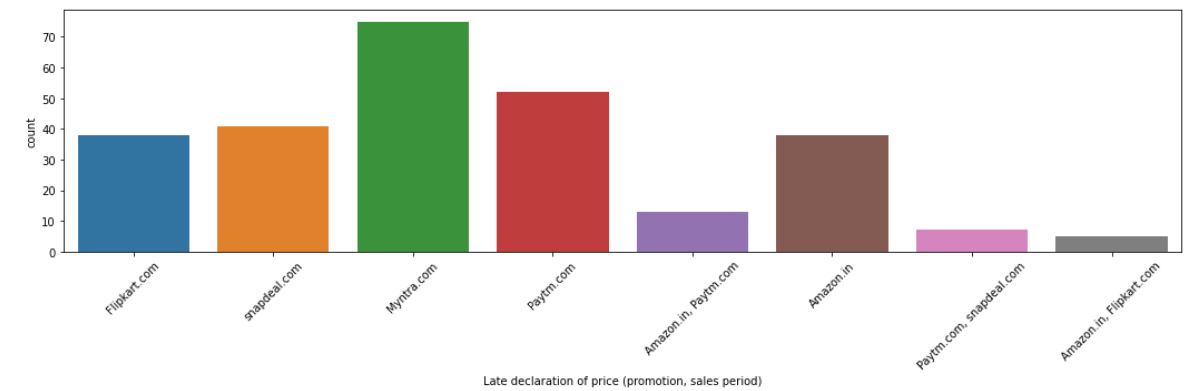 70
60
50
40
30
20
10
0
count
Flipkart.com
snapdeal.com
Myntra.com
Paytm.com
Amazon.in, Paytm.com
Amazon.in
Paytm.com, snapdeal.com
Amazon.in, Flipkart.com
Late declaration of price (promotion, sales period)